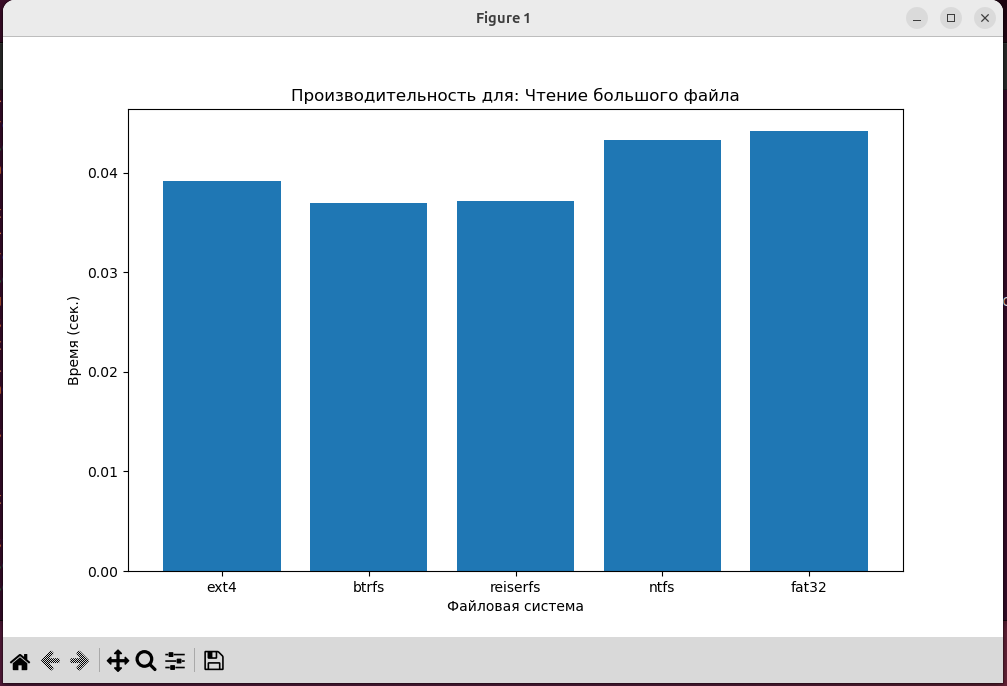 Figure 1
Производительность для: Чтение большого файла
Время (сек.)
0.04
0.03
0.02
0.01
0.00
ext4 btrfs reiserfs ntfs fat32
Файловая система